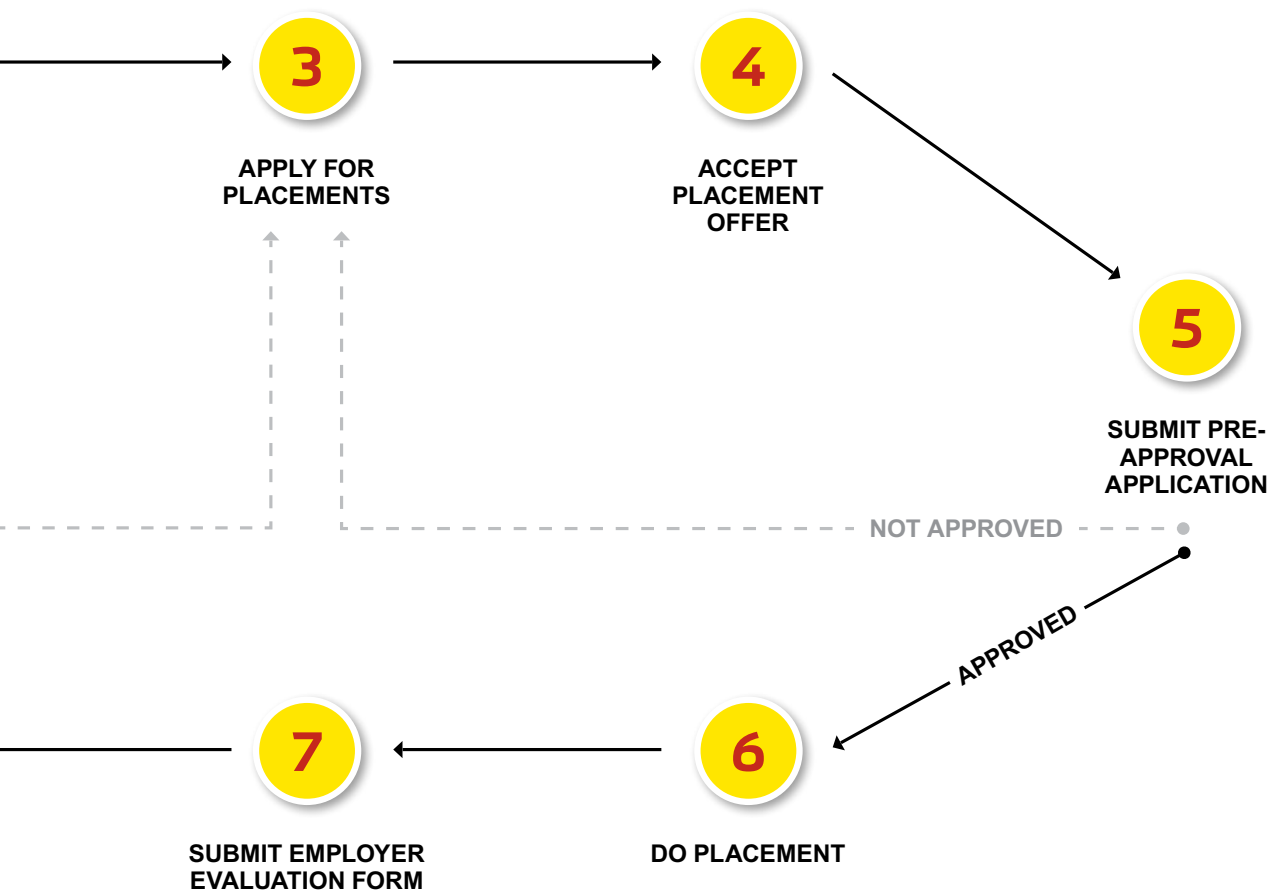 3
APPLY FOR
PLACEMENTS
4
ACCEPT
PLACEMENT
OFFER
5
SUBMIT PRE-
APPROVAL
APPLICATION
NOT APPROVED
APPROVED
6
DO PLACEMENT
7
SUBMIT EMPLOYER
EVALUATION FORM